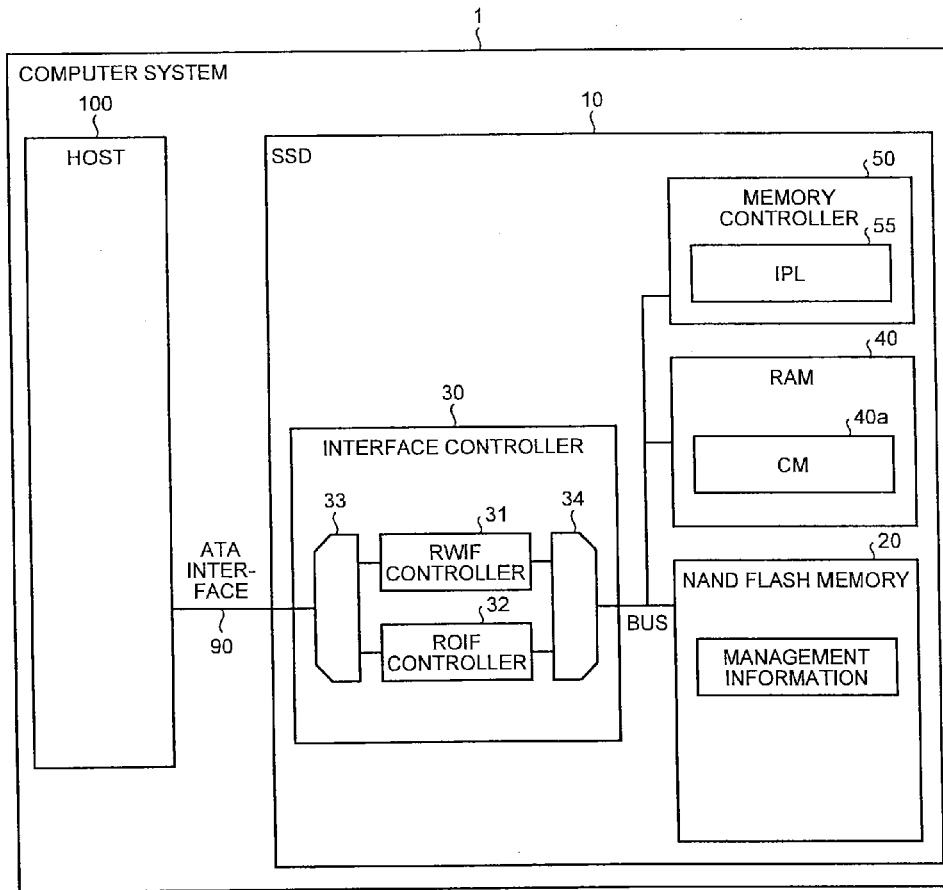 1
COMPUTER SYSTEM
100
HOST
10
SSD
50
MEMORY
CONTROLLER
55
IPL
40
RAM
40a
CM
30
INTERFACE CONTROLLER
33
31
34
RWIF
CONTROLLER
32
ROIF
CONTROLLER
ATA
INTER-
FACE
90
BUS
20
NAND FLASH MEMORY
MANAGEMENT
INFORMATION